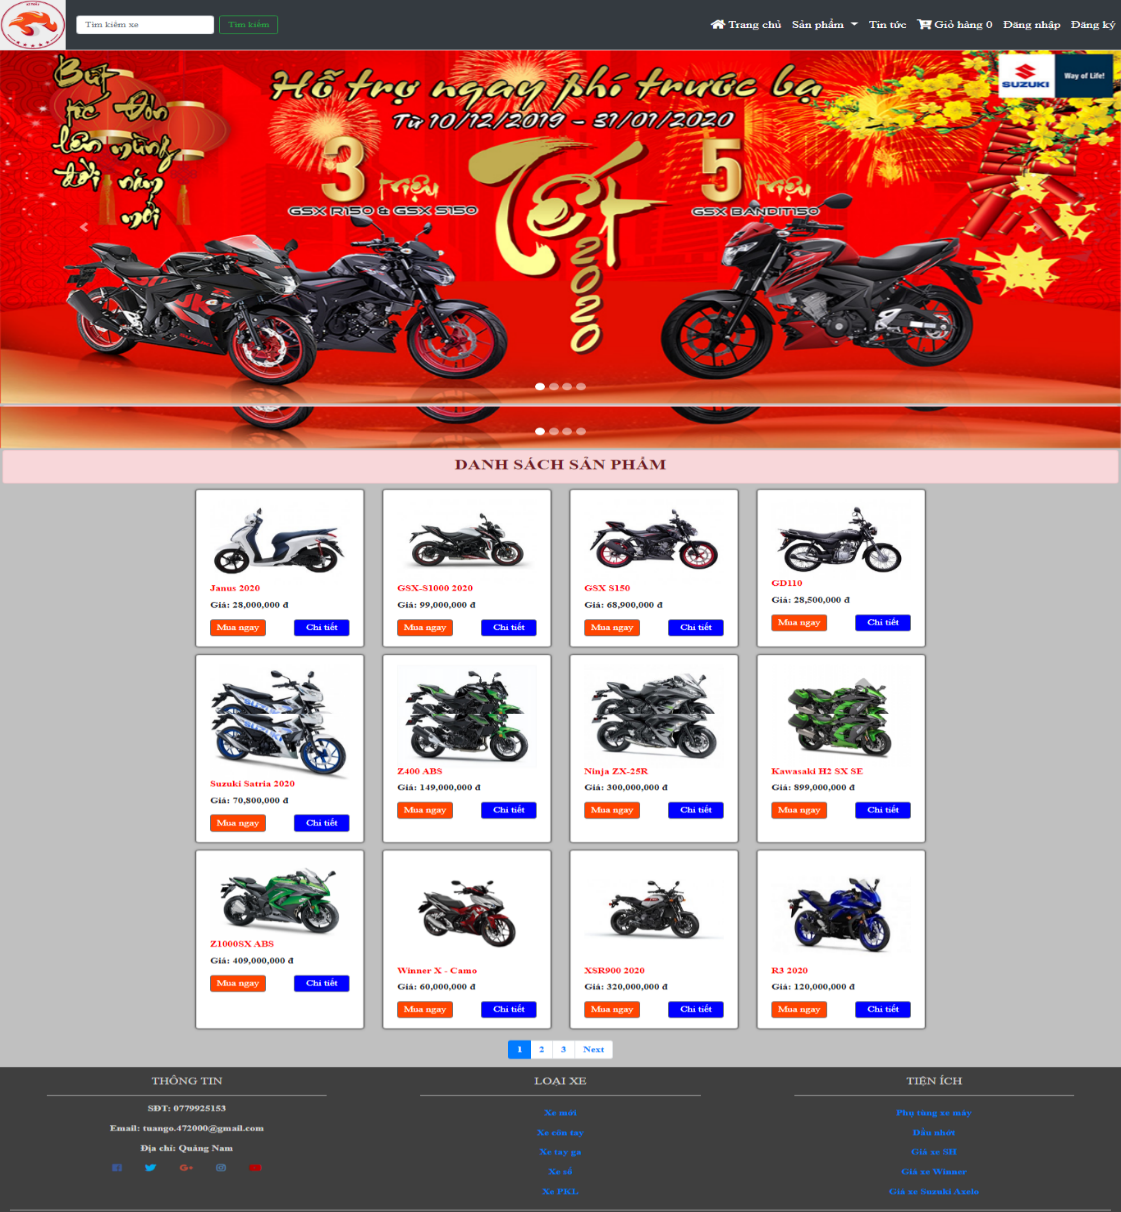 Tìm kiếm xe
Tìm kiếm
Trang chủ
Sản phẩm
Tin tức
Giỏ hàng 0
Đăng nhập
Đăng ký
Bứt
tốc Đón
lên mừng
đời năm
mới
Hỗ trợ ngay phí trước bạ
Từ 10/12/2019 - 31/01/2020
SUZUKI
Way of Life!
3 triệu
GSX R150 & GSX S150
Tết
2020
5 triệu
GSX BANDIT150
DANH SÁCH SẢN PHẨM
Janus 2020
Giá: 28,000,000 đ
Mua ngay
Chi tiết
GSX-S1000 2020
Giá: 99,000,000 đ
Mua ngay
Chi tiết
GSX S150
Giá: 68,900,000 đ
Mua ngay
Chi tiết
GD110
Giá: 28,500,000 đ
Mua ngay
Chi tiết
Suzuki Satria 2020
Giá: 70,800,000 đ
Mua ngay
Chi tiết
Z400 ABS
Giá: 149,000,000 đ
Mua ngay
Chi tiết
Ninja ZX-25R
Giá: 300,000,000 đ
Mua ngay
Chi tiết
Kawasaki H2 SX SE
Giá: 899,000,000 đ
Mua ngay
Chi tiết
Z1000SX ABS
Giá: 409,000,000 đ
Mua ngay
Chi tiết
Winner X - Camo
Giá: 60,000,000 đ
Mua ngay
Chi tiết
XSR900 2020
Giá: 320,000,000 đ
Mua ngay
Chi tiết
R3 2020
Giá: 120,000,000 đ
Mua ngay
Chi tiết
1 2 3 Next
THÔNG TIN
SĐT: 0779925153
Email: tuango.472000@gmail.com
Địa chỉ: Quảng Nam
LOẠI XE
Xe mới
Xe côn tay
Xe tay ga
Xe số
Xe PKL
TIỆN ÍCH
Phụ tùng xe máy
Dầu nhớt
Giá xe SH
Giá xe Winner
Giá xe Suzuki Axelo